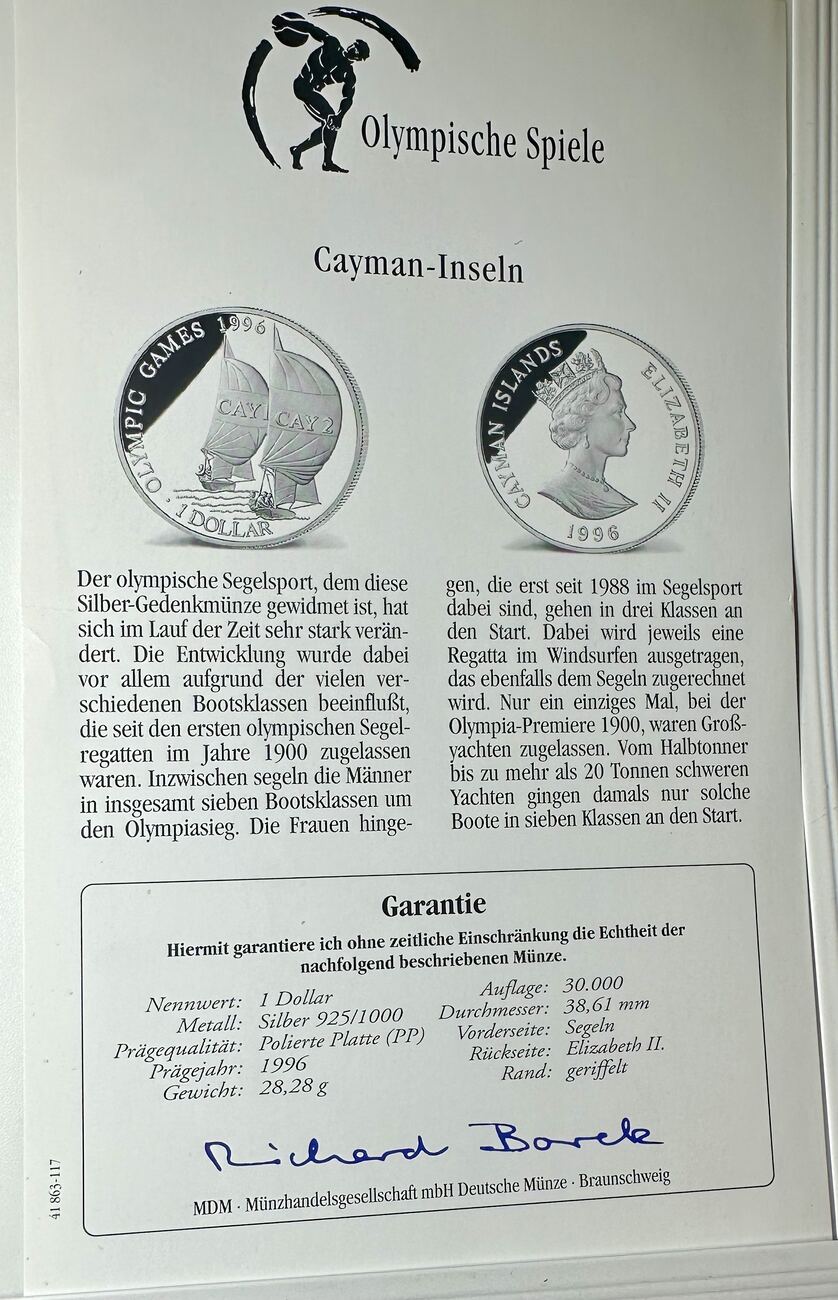 Olympische Spiele
Cayman-Inseln
· OLYMPIC GAMES 1996
CAY 1
CAY 2
· 1 DOLLAR
CAYMAN ISLANDS
ELIZABETH II
1996
Der olympische Segelsport, dem diese
Silber-Gedenkmünze gewidmet ist, hat
sich im Lauf der Zeit sehr stark verän-
dert. Die Entwicklung wurde dabei
vor allem aufgrund der vielen ver-
schiedenen Bootsklassen beeinflußt,
die seit den ersten olympischen Segel-
regatten im Jahre 1900 zugelassen
waren. Inzwischen segeln die Männer
in insgesamt sieben Bootsklassen um
den Olympiasieg. Die Frauen hinge-
gen, die erst seit 1988 im Segelsport
dabei sind, gehen in drei Klassen an
den Start. Dabei wird jeweils eine
Regatta im Windsurfen ausgetragen,
das ebenfalls dem Segeln zugerechnet
wird. Nur ein einziges Mal, bei der
Olympia-Premiere 1900, waren Groß-
yachten zugelassen. Vom Halbtonner
bis zu mehr als 20 Tonnen schweren
Yachten gingen damals nur solche
Boote in sieben Klassen an den Start.
Garantie
Hiermit garantiere ich ohne zeitliche Einschränkung die Echtheit der
nachfolgend beschriebenen Münze.
Nennwert: 1 Dollar
Metall: Silber 925/1000
Prägequalität: Polierte Platte (PP)
Prägejahr: 1996
Gewicht: 28,28 g
Auflage: 30.000
Durchmesser: 38,61 mm
Vorderseite: Segeln
Rückseite: Elizabeth II.
Rand: geriffelt
Richard Borek
MDM · Münzhandelsgesellschaft mbH Deutsche Münze · Braunschweig
41 863-117